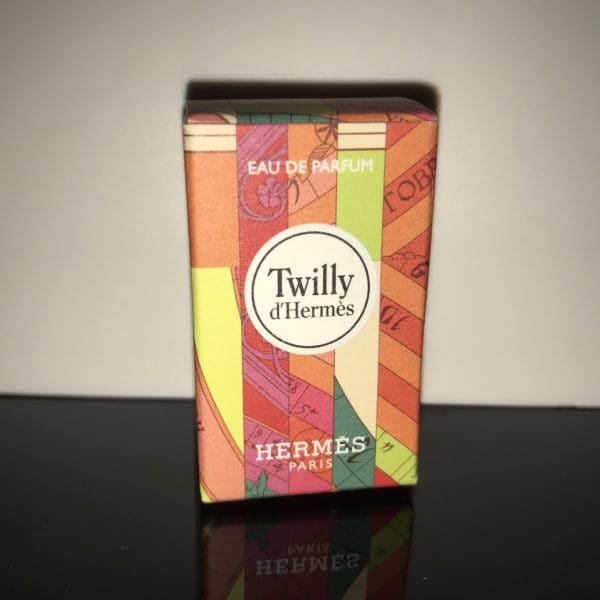 EAU DE PARFUM
Twilly
d'Hermès
HERMÈS
PARIS